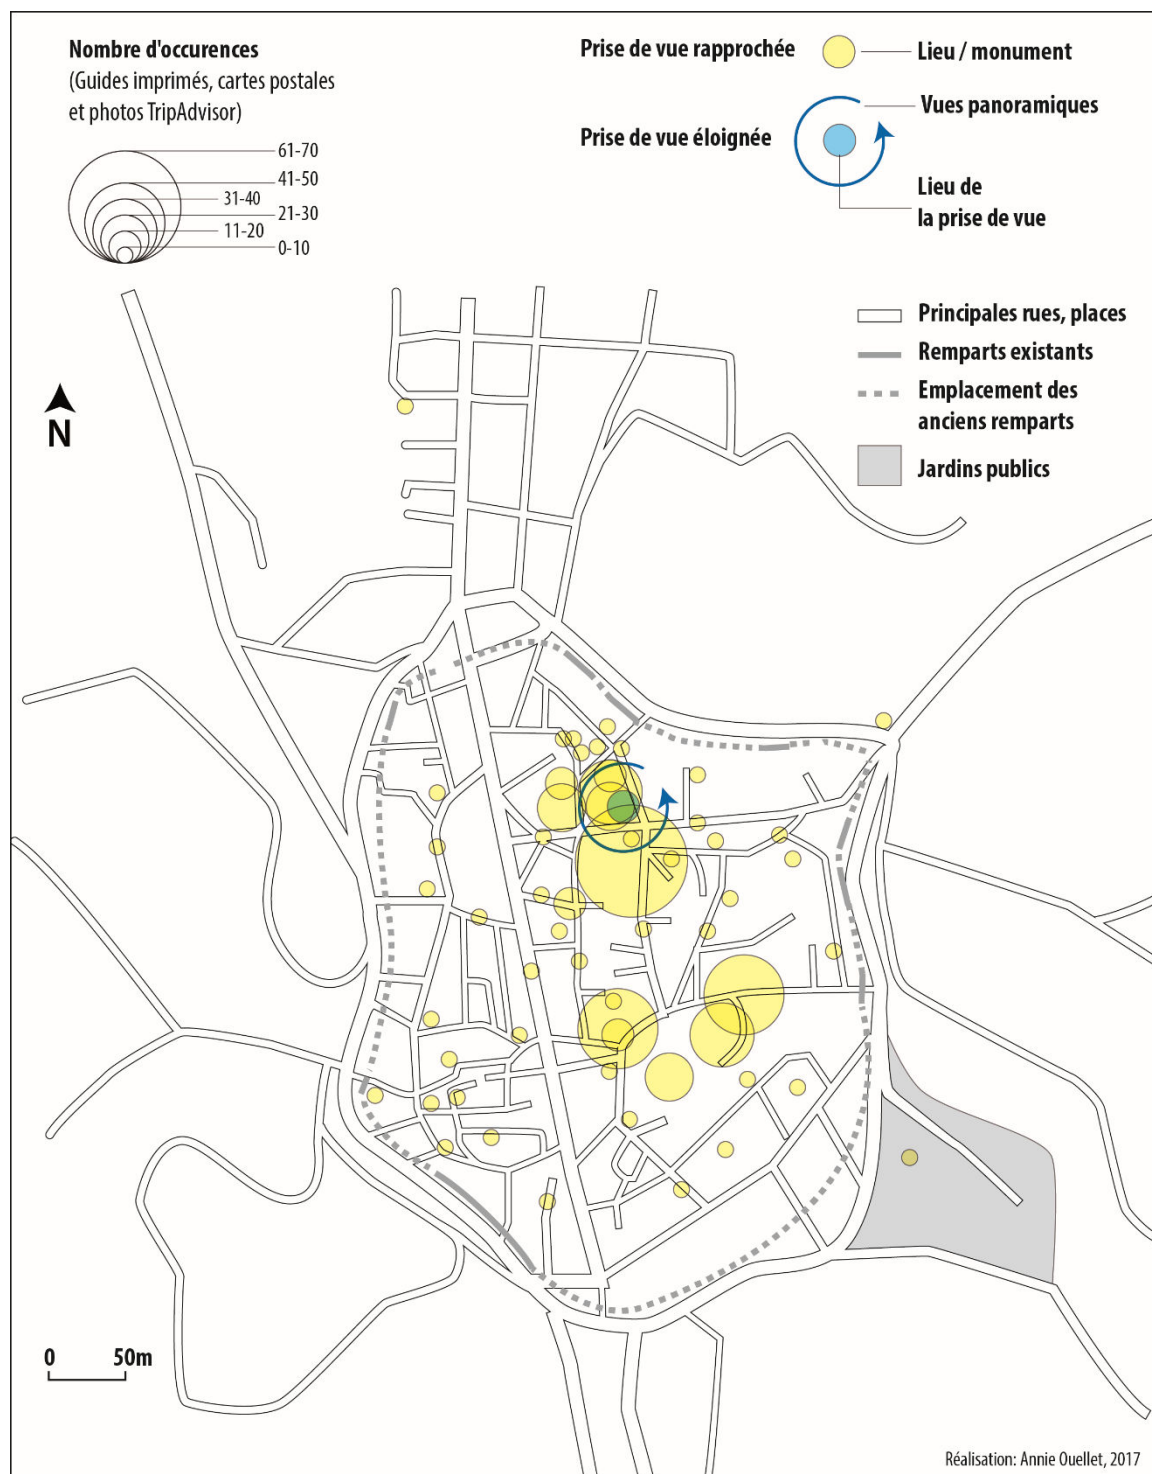 Nombre d'occurences
(Guides imprimés, cartes postales
et photos TripAdvisor)
61-70
41-50
31-40
21-30
11-20
0-10
Prise de vue rapprochée
Lieu / monument
Vues panoramiques
Prise de vue éloignée
Lieu de
la prise de vue
Principales rues, places
Remparts existants
Emplacement des
anciens remparts
Jardins publics
N
0 50m
Réalisation: Annie Ouellet, 2017